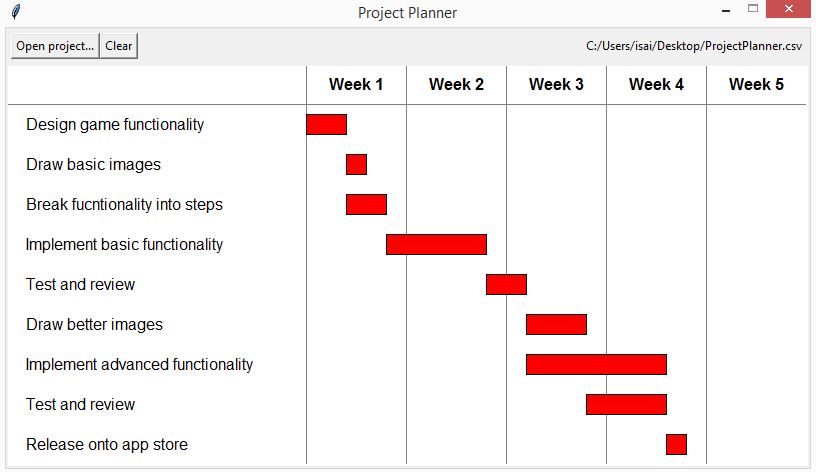 Project Planner
Open project... Clear C:/Users/isai/Desktop/ProjectPlanner.csv
Week 1 Week 2 Week 3 Week 4 Week 5
Design game functionality
Draw basic images
Break fucntionality into steps
Implement basic functionality
Test and review
Draw better images
Implement advanced functionality
Test and review
Release onto app store